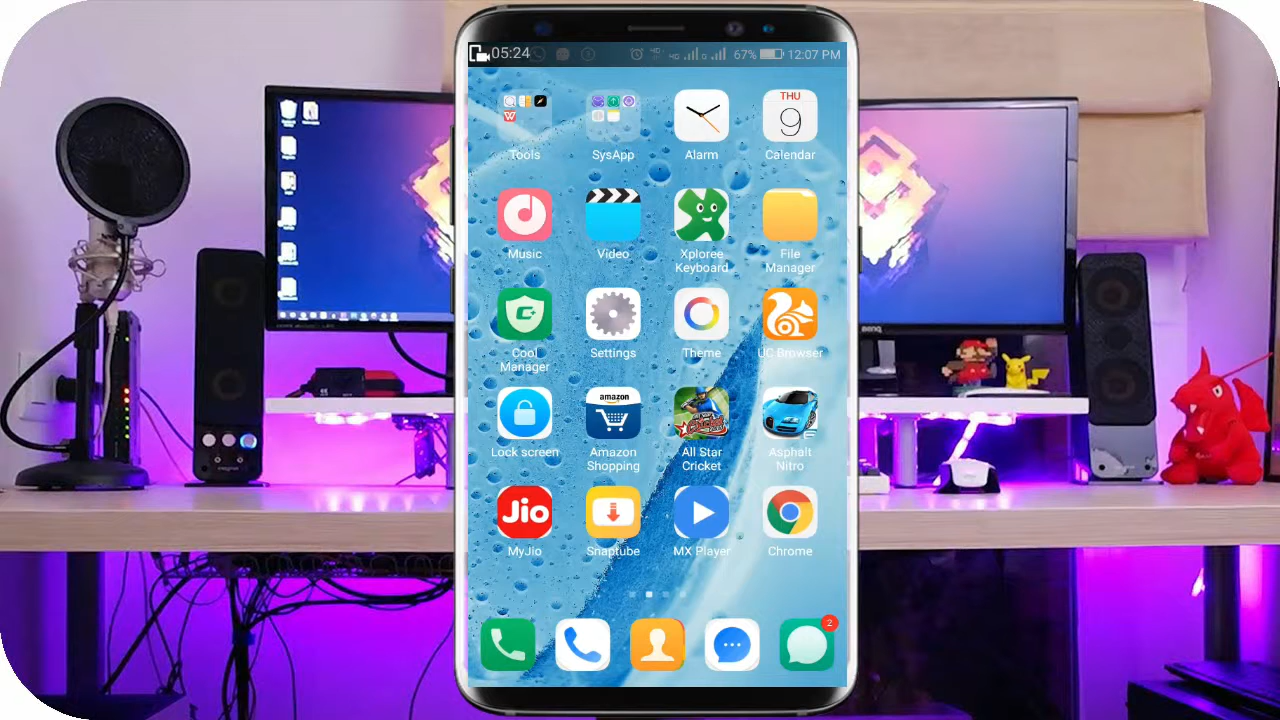 05:24
67%
12:07 PM
THU
9
Tools
SysApp
Alarm
Calendar
Music
Video
Xploree
Keyboard
File
Manager
Cool
Manager
Settings
Theme
UC Browser
amazon
Lock screen
Amazon
Shopping
All Star
Cricket
Asphalt
Nitro
Jio
MyJio
Snaptube
MX Player
Chrome
2
BenQ